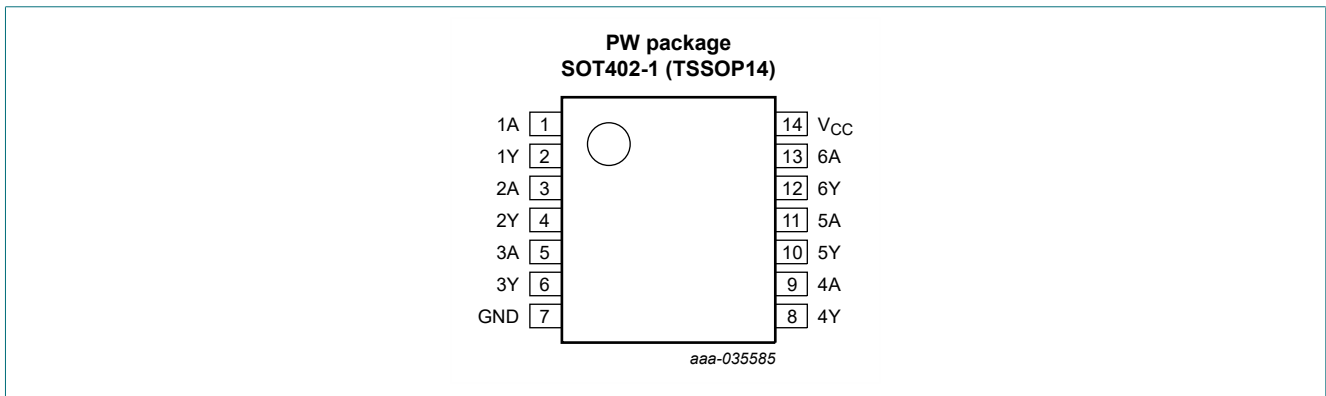 PW package
SOT402-1 (TSSOP14)
1A 1 14 VCC
1Y 2 13 6A
2A 3 12 6Y
2Y 4 11 5A
3A 5 10 5Y
3Y 6 9 4A
GND 7 8 4Y
aaa-035585